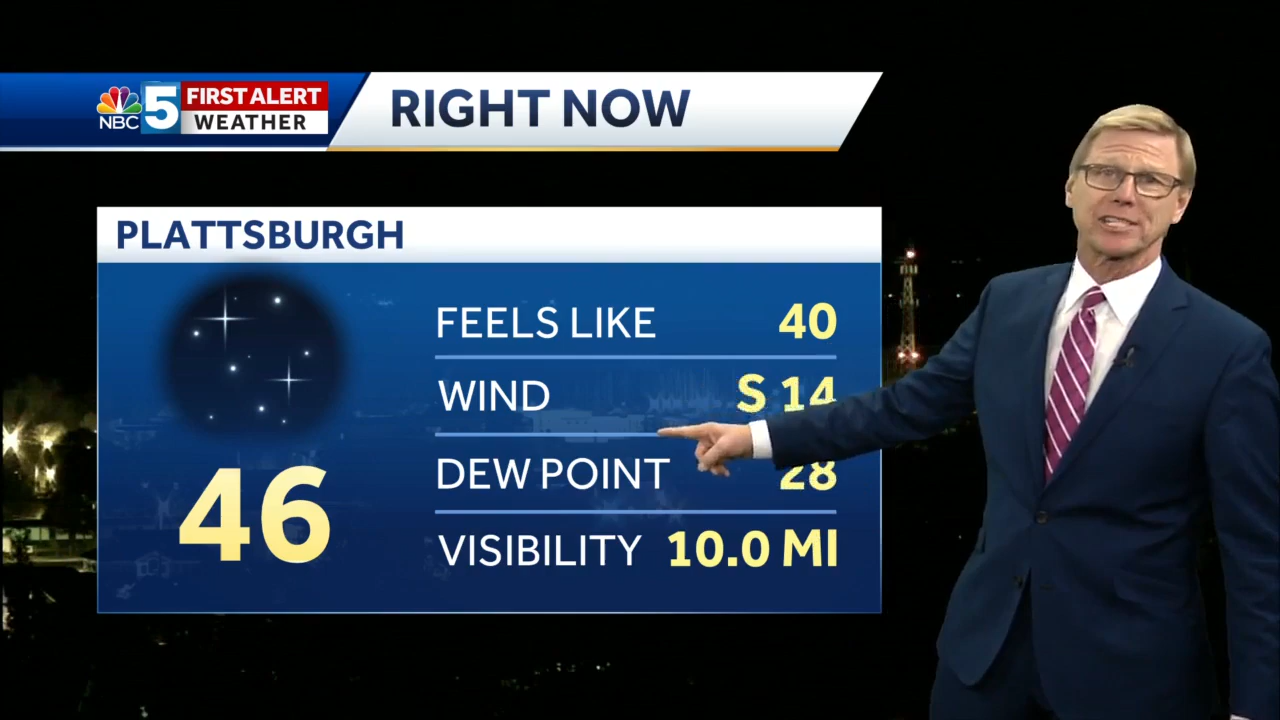 NBC 5 FIRST ALERT WEATHER
RIGHT NOW
PLATTSBURGH
46
FEELS LIKE 40
WIND S 14
DEW POINT 28
VISIBILITY 10.0 MI